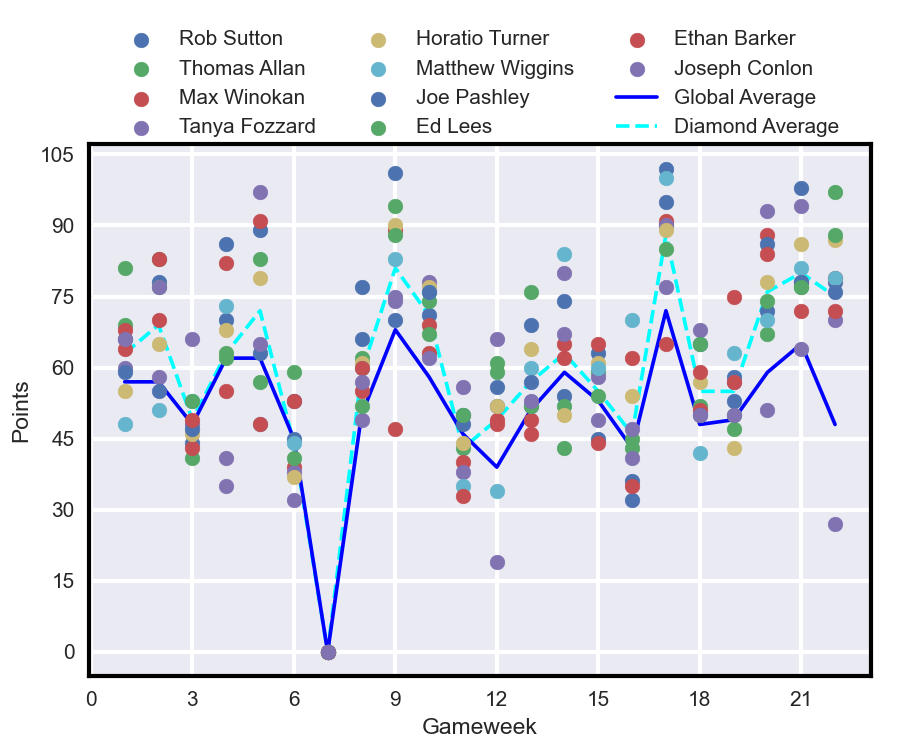 Rob Sutton
Thomas Allan
Max Winokan
Tanya Fozzard
Horatio Turner
Matthew Wiggins
Joe Pashley
Ed Lees
Ethan Barker
Joseph Conlon
Global Average
Diamond Average
105
90
75
60
45
30
15
0
Points
0 3 6 9 12 15 18 21
Gameweek